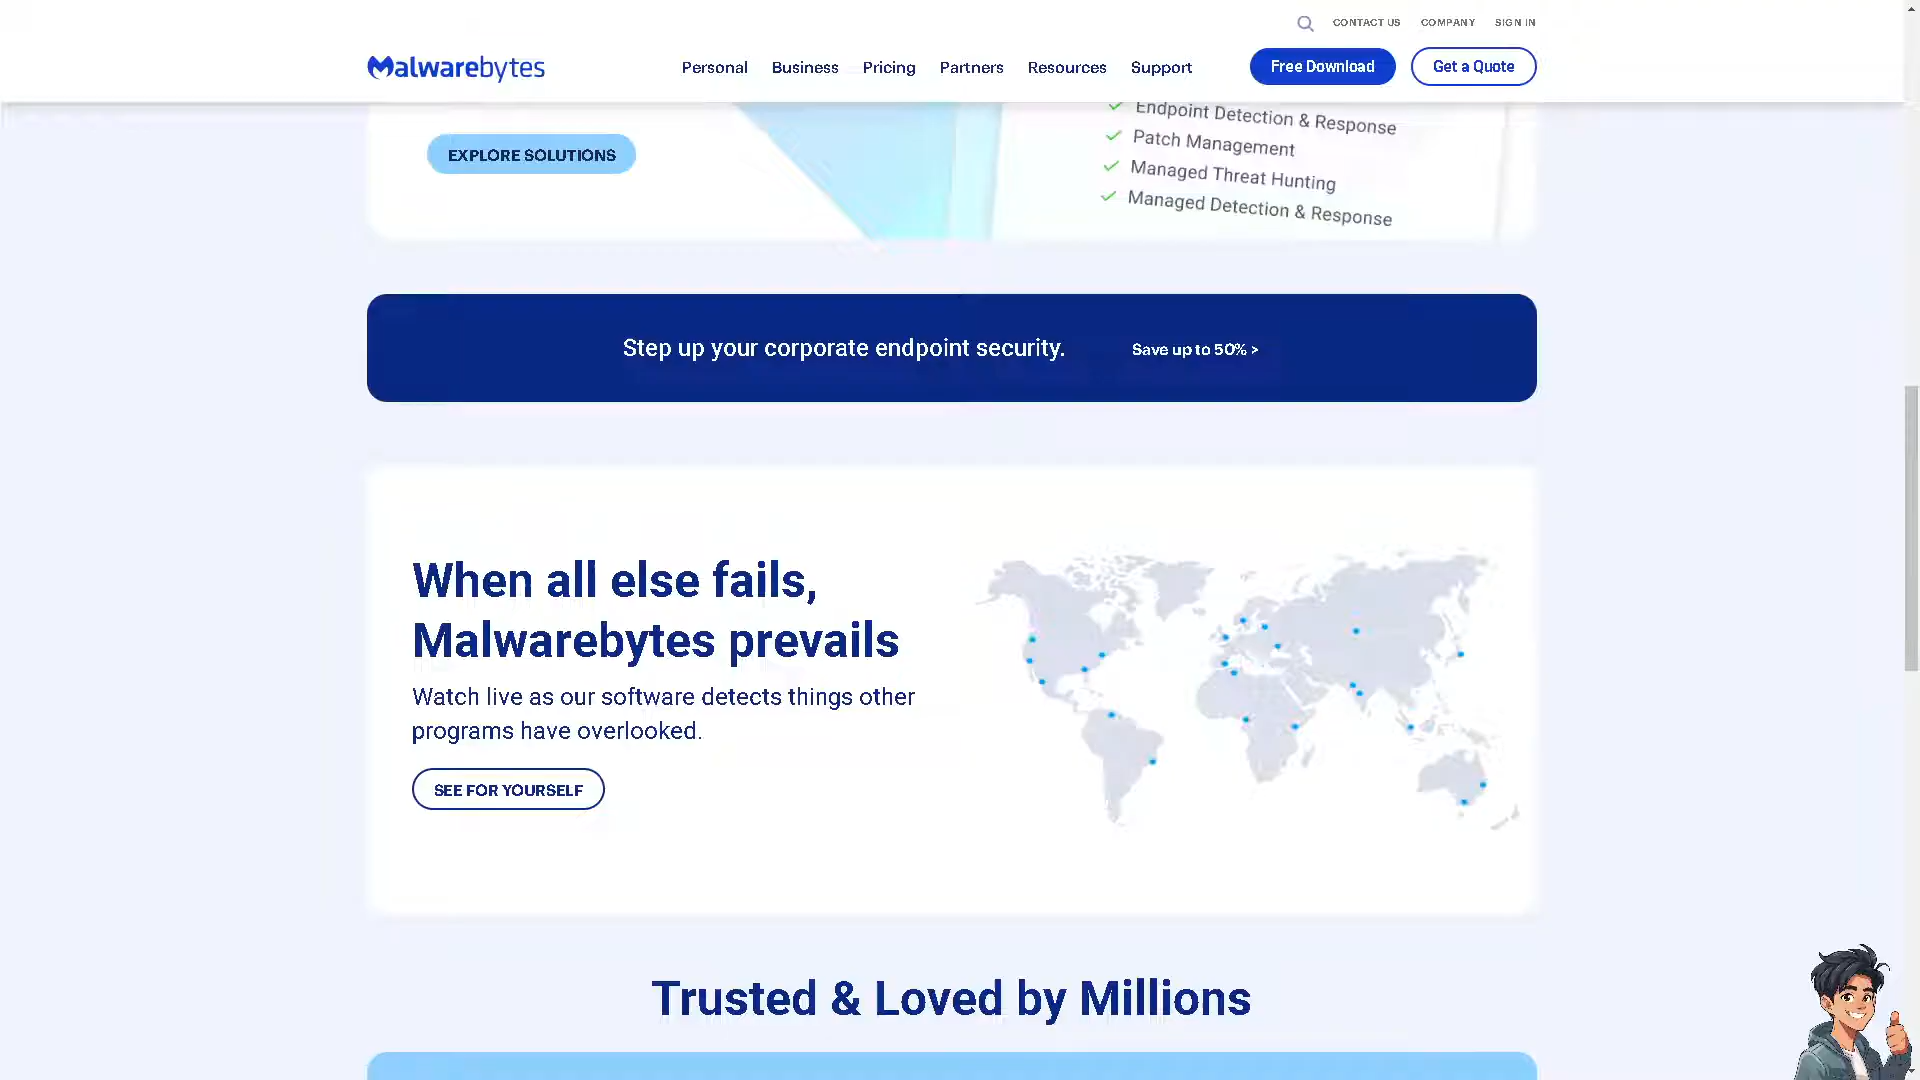 CONTACT US COMPANY SIGN IN
Malwarebytes Personal Business Pricing Partners Resources Support Free Download Get a Quote
Endpoint Detection & Response
Patch Management
Managed Threat Hunting
Managed Detection & Response
EXPLORE SOLUTIONS
Step up your corporate endpoint security. Save up to 50% >
When all else fails,
Malwarebytes prevails
Watch live as our software detects things other
programs have overlooked.
SEE FOR YOURSELF
Trusted & Loved by Millions